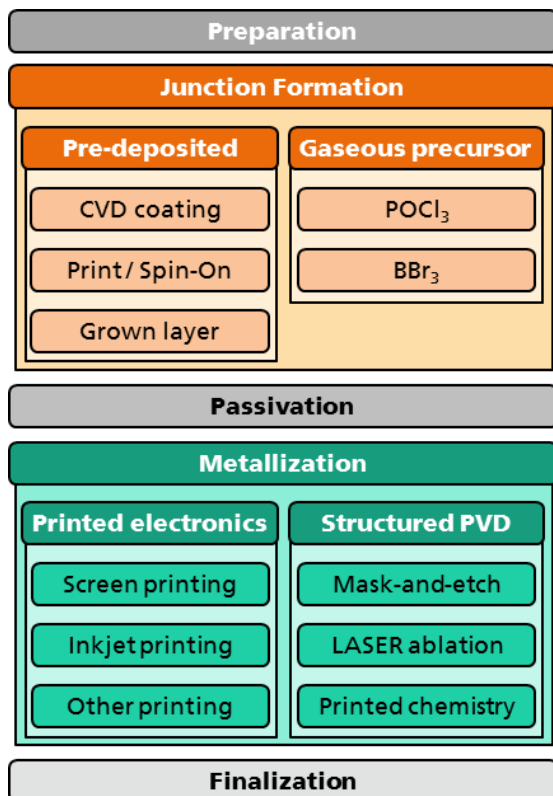 Preparation
Junction Formation
Pre-deposited
CVD coating
Print / Spin-On
Grown layer
Gaseous precursor
POCl₃
BBr₃
Passivation
Metallization
Printed electronics
Screen printing
Inkjet printing
Other printing
Structured PVD
Mask-and-etch
LASER ablation
Printed chemistry
Finalization